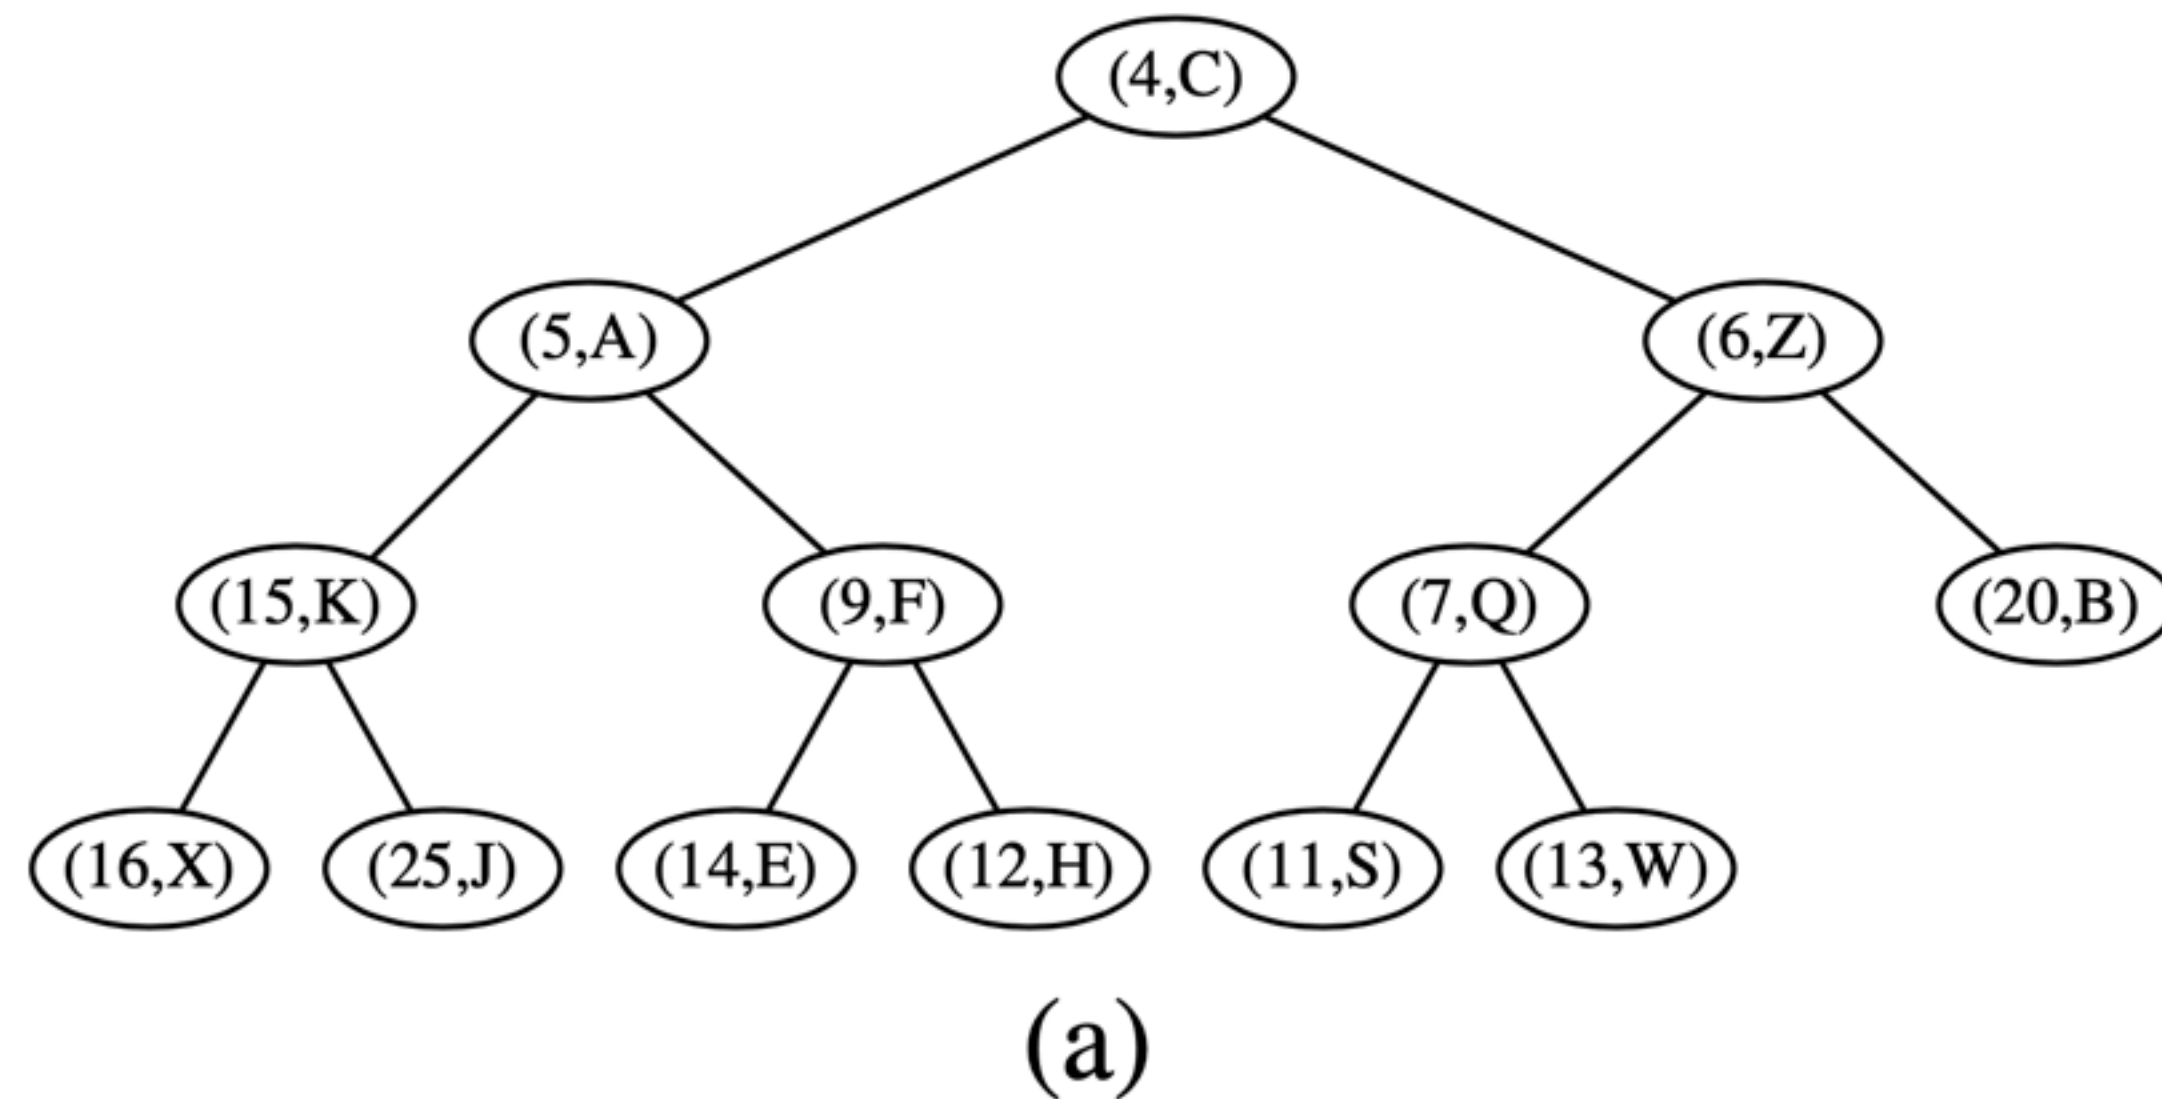 (4,C)
(5,A) (6,Z)
(15,K) (9,F) (7,Q) (20,B)
(16,X) (25,J) (14,E) (12,H) (11,S) (13,W)
(a)